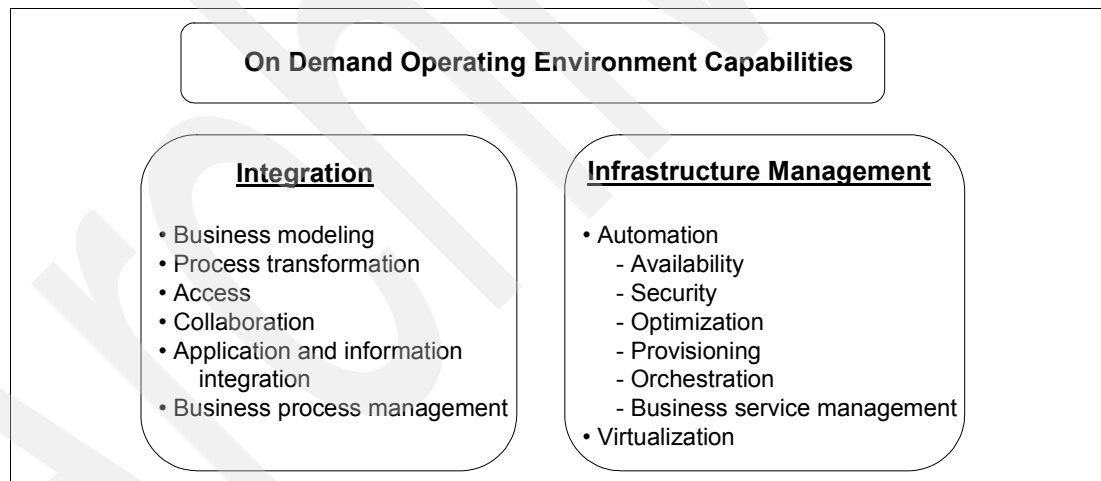 On Demand Operating Environment Capabilities
Integration
• Business modeling
• Process transformation
• Access
• Collaboration
• Application and information
integration
• Business process management
Infrastructure Management
• Automation
- Availability
- Security
- Optimization
- Provisioning
- Orchestration
- Business service management
• Virtualization